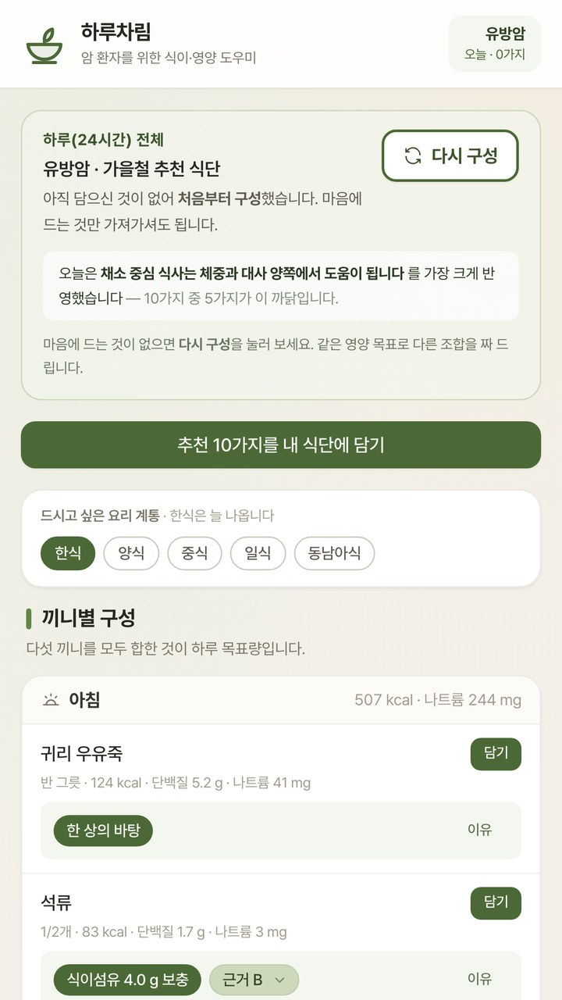 하루차림
암 환자를 위한 식이·영양 도우미
유방암
오늘 · 0가지
하루(24시간) 전체
유방암 · 가을철 추천 식단
다시 구성
아직 담으신 것이 없어 처음부터 구성했습니다. 마음에
드는 것만 가져가셔도 됩니다.
오늘은 채소 중심 식사는 체중과 대사 양쪽에서 도움이 됩니다 를 가장 크게 반
영했습니다 — 10가지 중 5가지가 이 까닭입니다.
마음에 드는 것이 없으면 다시 구성을 눌러 보세요. 같은 영양 목표로 다른 조합을 짜 드
립니다.
추천 10가지를 내 식단에 담기
드시고 싶은 요리 계통 · 한식은 늘 나옵니다
한식 양식 중식 일식 동남아식
끼니별 구성
다섯 끼니를 모두 합한 것이 하루 목표량입니다.
아침 507 kcal · 나트륨 244 mg
귀리 우유죽 담기
반 그릇 · 124 kcal · 단백질 5.2 g · 나트륨 41 mg
한 상의 바탕 이유
석류 담기
1/2개 · 83 kcal · 단백질 1.7 g · 나트륨 3 mg
식이섬유 4.0 g 보충 근거 B 이유